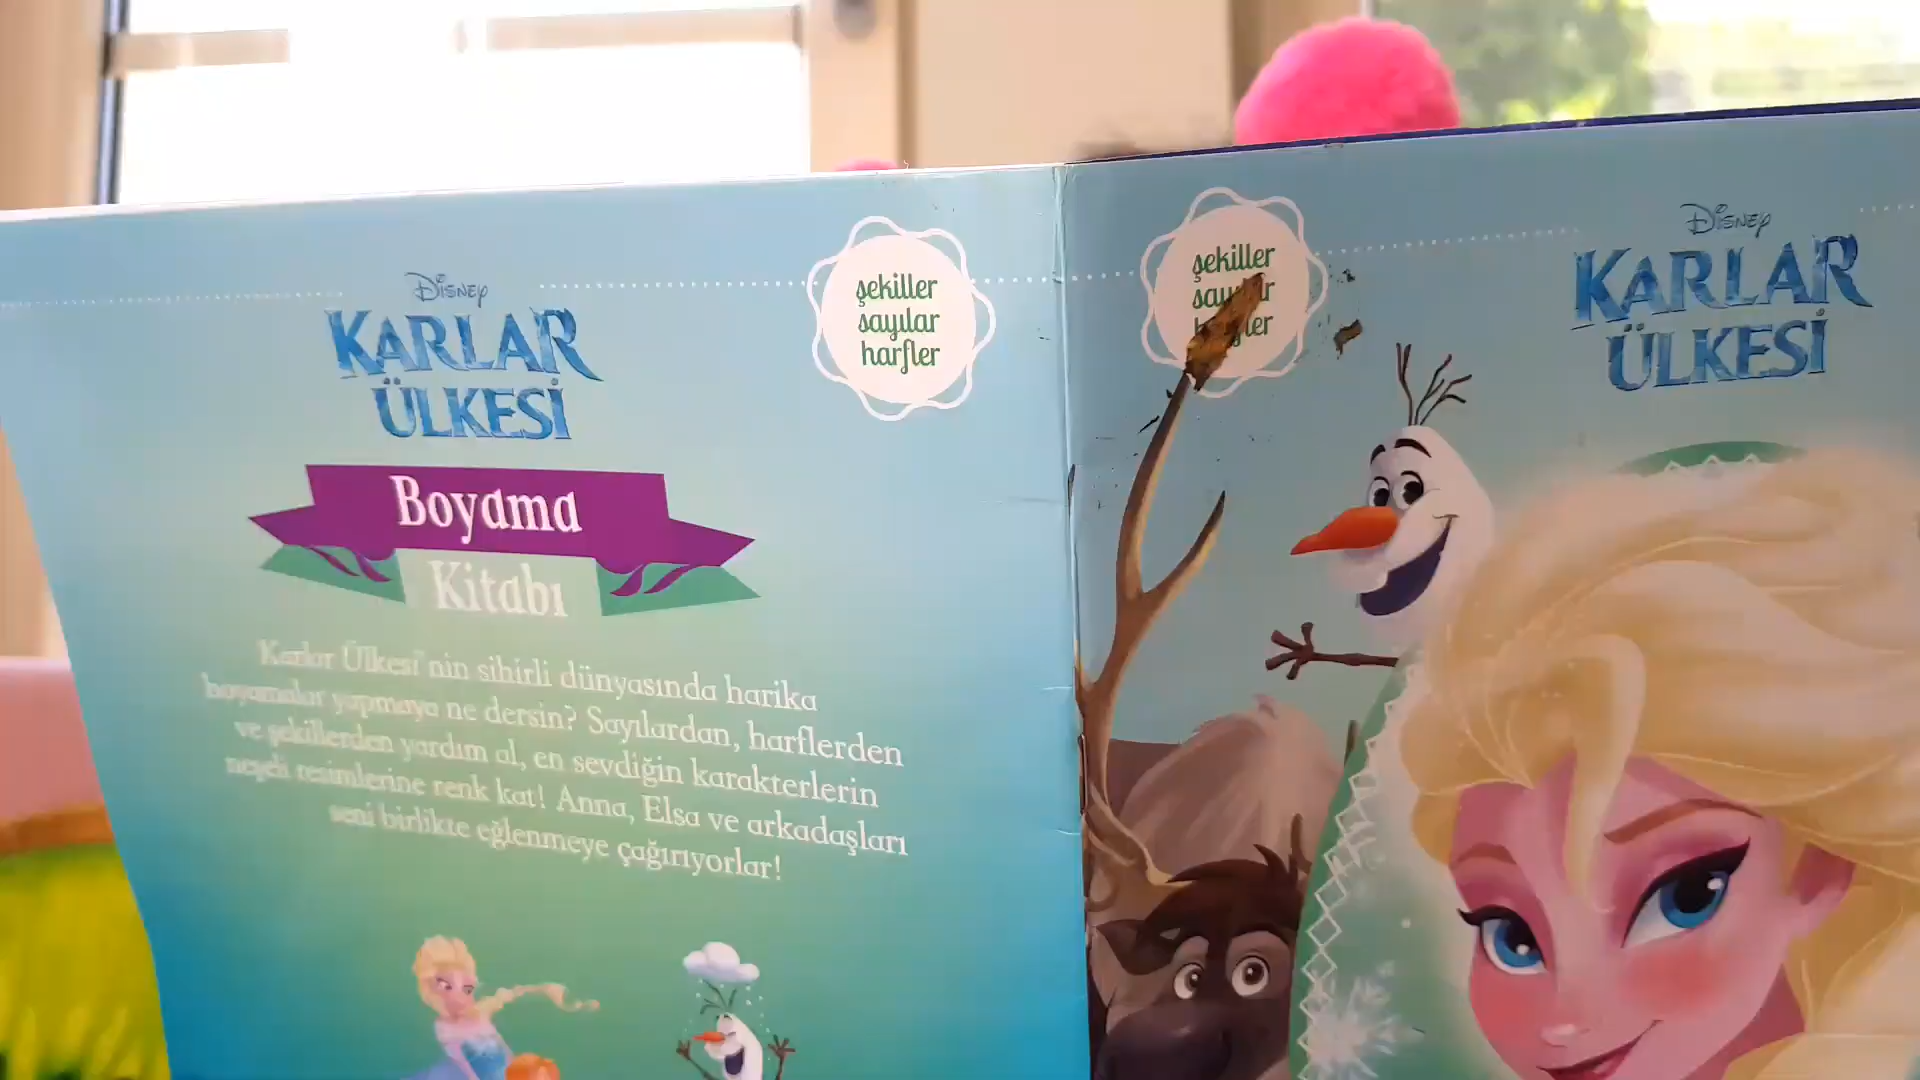 DISNEY
KARLAR
ÜLKESİ
şekiller
sayılar
harfler
Boyama
Kitabı
Karlar Ülkesi'nin sihirli dünyasında harika
boyamalar yapmaya ne dersin? Sayılardan, harflerden
ve şekillerden yardım al, en sevdiğin karakterlerin
neşeli resimlerine renk kat! Anna, Elsa ve arkadaşları
seni birlikte eğlenmeye çağırıyorlar!
şekiller
DISNEY
KARLAR
ÜLKESİ